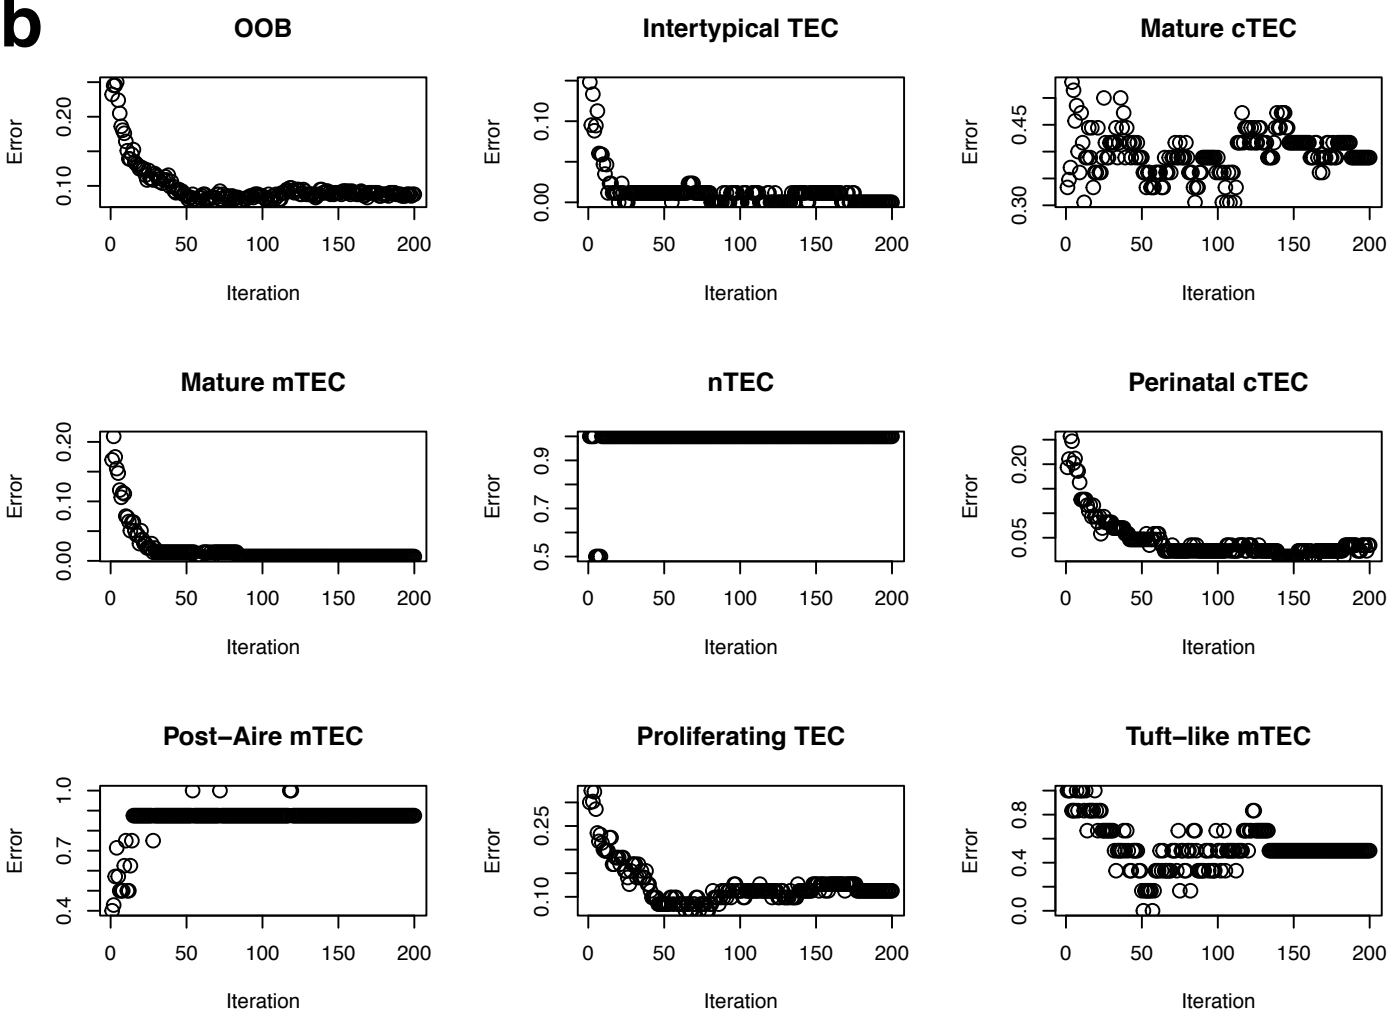 b
OOB
Intertypical TEC
Mature cTEC
Error
0.10 0.20
0 50 100 150 200
Iteration
Error
0.00 0.10
0 50 100 150 200
Iteration
Error
0.30 0.45
0 50 100 150 200
Iteration
Mature mTEC
nTEC
Perinatal cTEC
Error
0.00 0.10 0.20
0 50 100 150 200
Iteration
Error
0.5 0.7 0.9
0 50 100 150 200
Iteration
Error
0.05 0.20
0 50 100 150 200
Iteration
Post−Aire mTEC
Proliferating TEC
Tuft−like mTEC
Error
0.4 0.7 1.0
0 50 100 150 200
Iteration
Error
0.10 0.25
0 50 100 150 200
Iteration
Error
0.0 0.4 0.8
0 50 100 150 200
Iteration